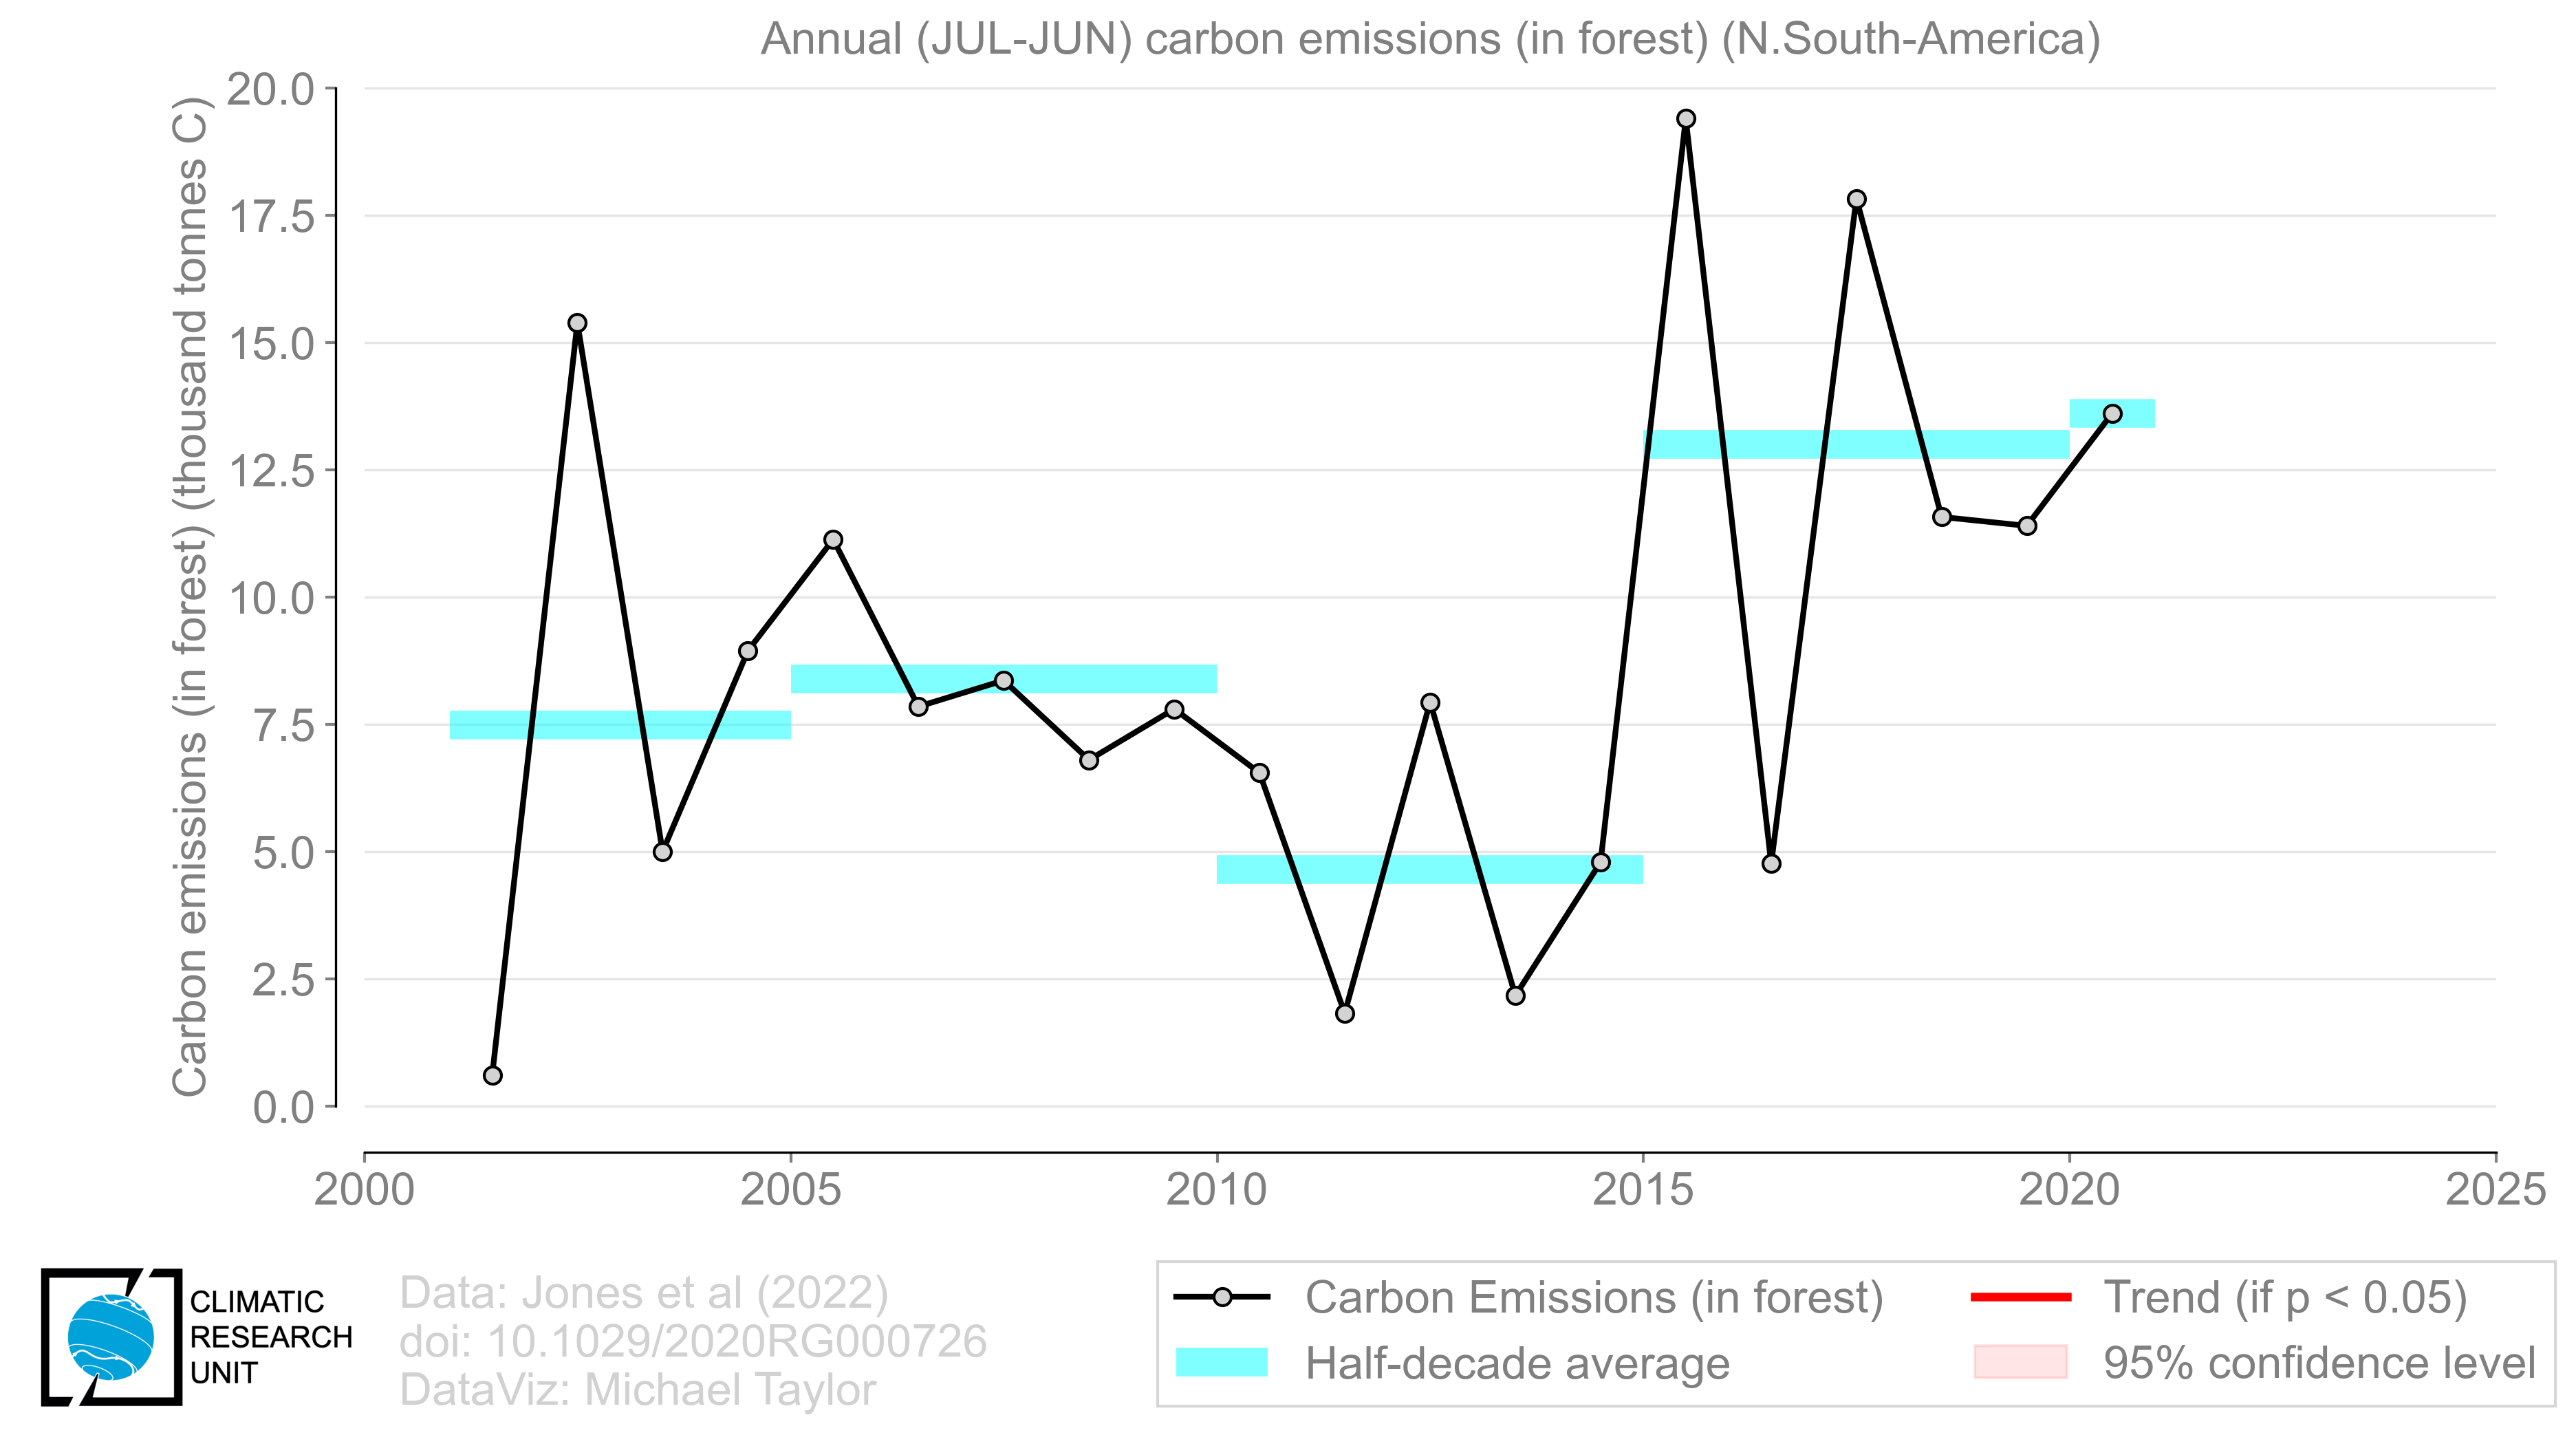 Annual (JUL-JUN) carbon emissions (in forest) (N.South-America)
Carbon emissions (in forest) (thousand tonnes C)
20.0
17.5
15.0
12.5
10.0
7.5
5.0
2.5
0.0
2000 2005 2010 2015 2020 2025
CLIMATIC
RESEARCH
UNIT
Data: Jones et al (2022)
doi: 10.1029/2020RG000726
DataViz: Michael Taylor
Carbon Emissions (in forest)
Half-decade average
Trend (if p < 0.05)
95% confidence level